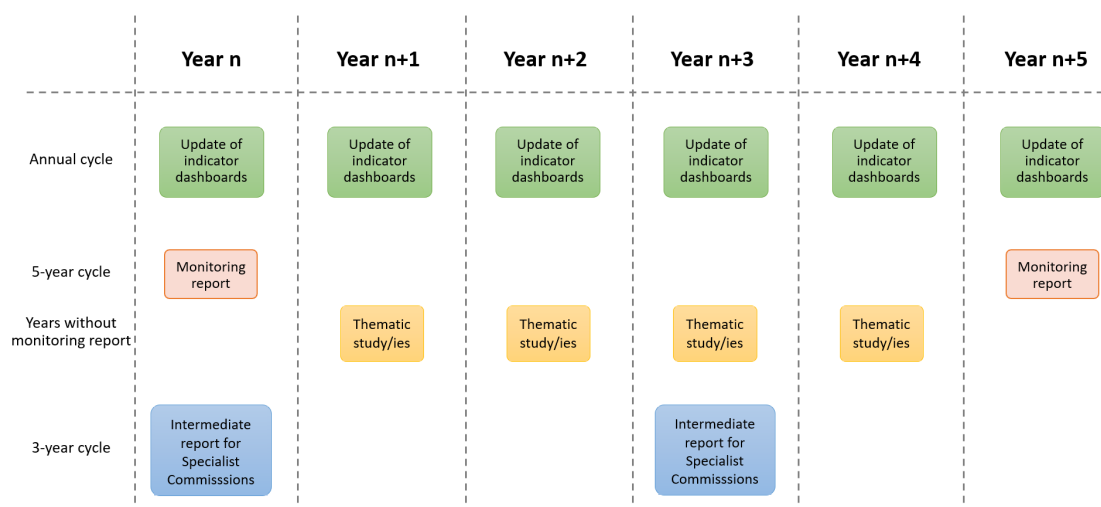 Year n
Year n+1
Year n+2
Year n+3
Year n+4
Year n+5
Annual cycle
Update of
indicator
dashboards
Update of
indicator
dashboards
Update of
indicator
dashboards
Update of
indicator
dashboards
Update of
indicator
dashboards
Update of
indicator
dashboards
5-year cycle
Monitoring
report
Monitoring
report
Years without
monitoring report
Thematic
study/ies
Thematic
study/ies
Thematic
study/ies
Thematic
study/ies
3-year cycle
Intermediate
report for
Specialist
Commisssions
Intermediate
report for
Specialist
Commisssions